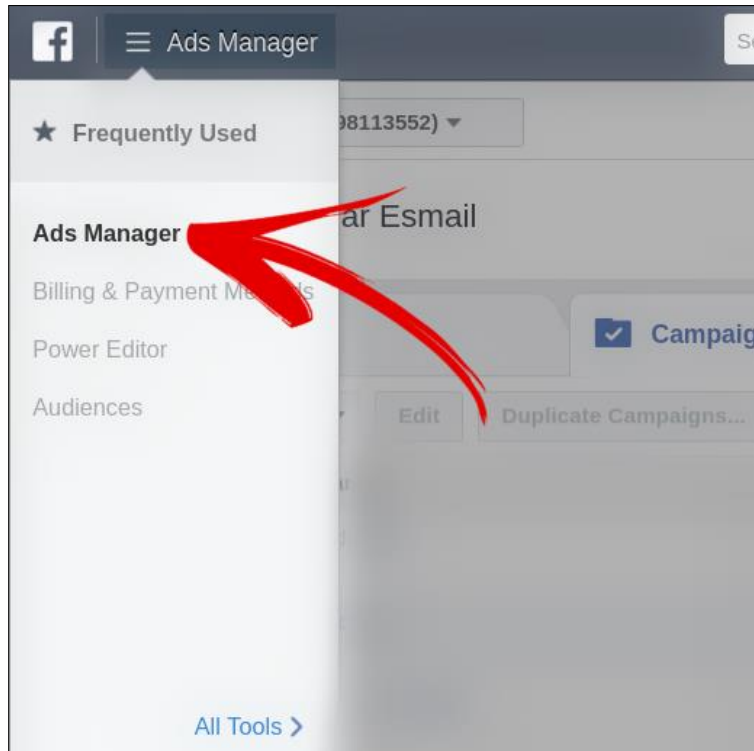 Ads Manager
Frequently Used
98113552)
Ads Manager
ar Esmail
Billing & Payment
Campaig
Power Editor
Audiences
Edit
Duplicate Campaigns...
All Tools